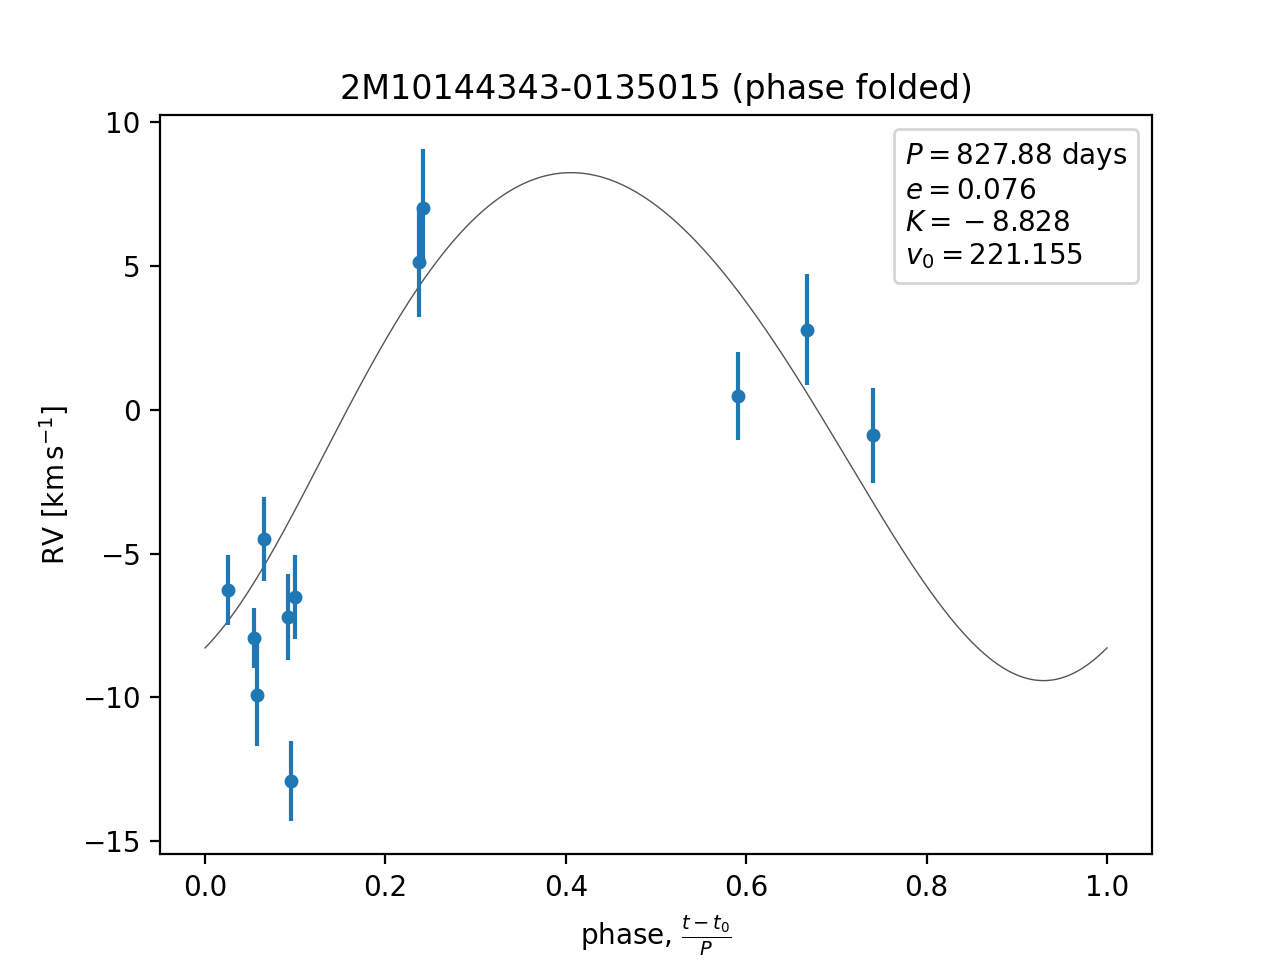 2M10144343-0135015 (phase folded)
P = 827.88 days
e = 0.076
K = −8.828
v₀ = 221.155
10
5
0
−5
−10
−15
RV [km s⁻¹]
0.0 0.2 0.4 0.6 0.8 1.0
phase, (t − t₀)/P